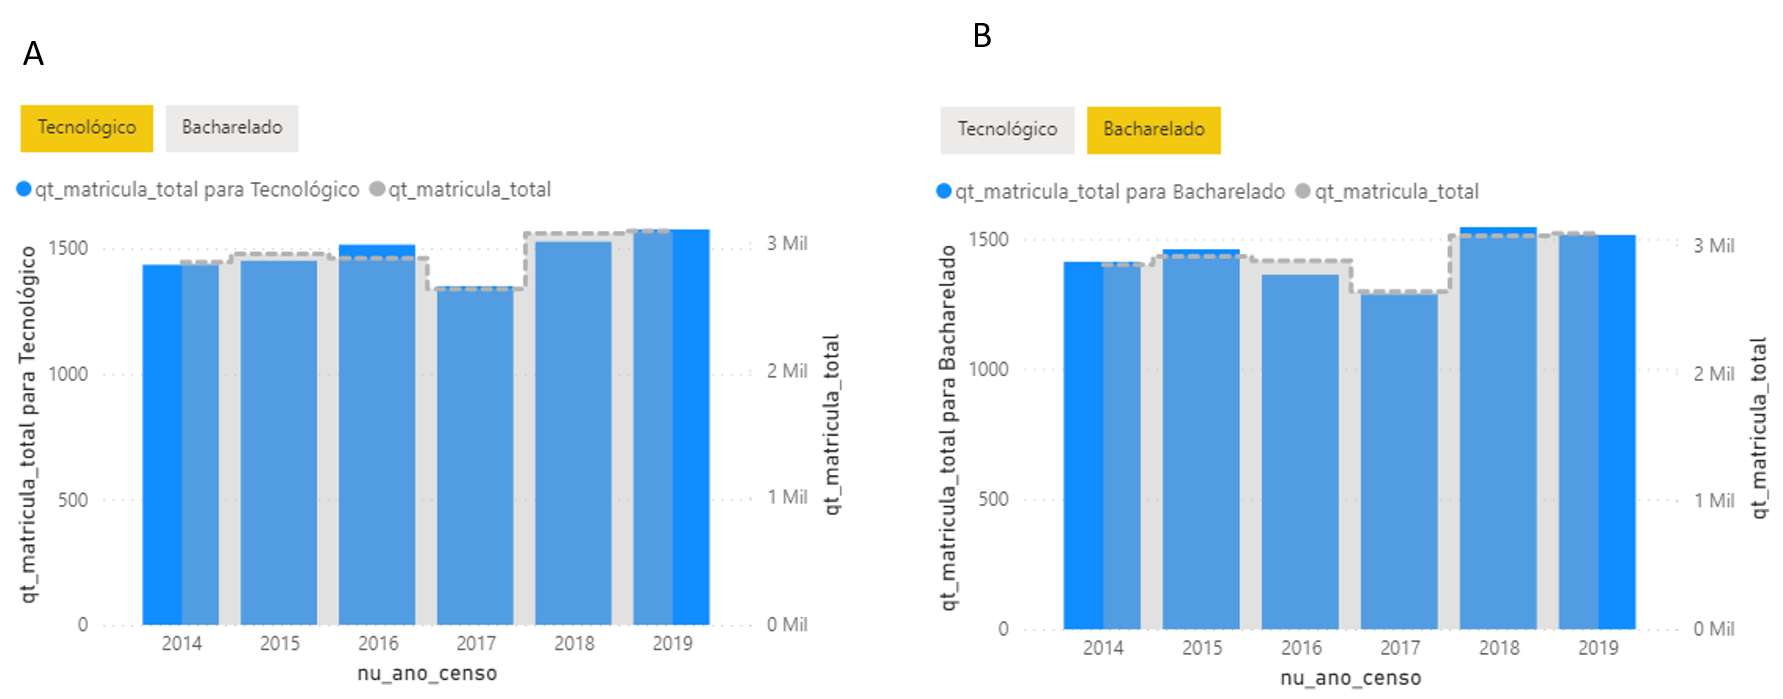 A
Tecnológico Bacharelado
qt_matricula_total para Tecnológico qt_matricula_total
qt_matricula_total para Tecnológico
1500
1000
500
0
3 Mil
2 Mil
1 Mil
0 Mil
qt_matricula_total
2014 2015 2016 2017 2018 2019
nu_ano_censo
B
Tecnológico Bacharelado
qt_matricula_total para Bacharelado qt_matricula_total
qt_matricula_total para Bacharelado
1500
1000
500
0
3 Mil
2 Mil
1 Mil
0 Mil
qt_matricula_total
2014 2015 2016 2017 2018 2019
nu_ano_censo